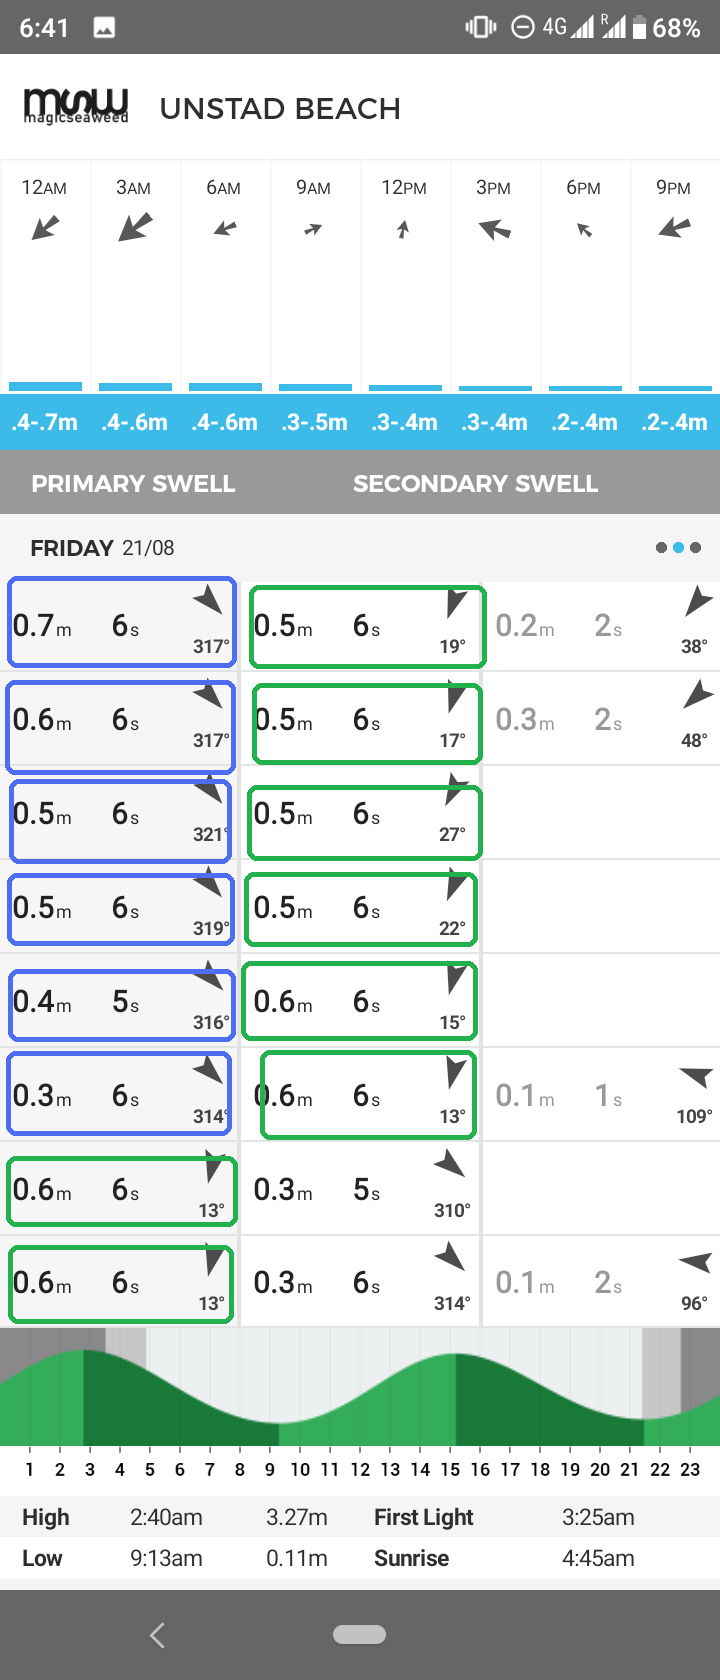 6:41 4G R 68%
msw
magicseaweed
UNSTAD BEACH
12AM 3AM 6AM 9AM 12PM 3PM 6PM 9PM
.4-.7m .4-.6m .4-.6m .3-.5m .3-.4m .3-.4m .2-.4m .2-.4m
PRIMARY SWELL SECONDARY SWELL
FRIDAY 21/08
0.7m 6s 317° 0.5m 6s 19° 0.2m 2s 38°
0.6m 6s 317° 0.5m 6s 17° 0.3m 2s 48°
0.5m 6s 321° 0.5m 6s 27°
0.5m 6s 319° 0.5m 6s 22°
0.4m 5s 316° 0.6m 6s 15°
0.3m 6s 314° 0.6m 6s 13° 0.1m 1s 109°
0.6m 6s 13° 0.3m 5s 310°
0.6m 6s 13° 0.3m 6s 314° 0.1m 2s 96°
1 2 3 4 5 6 7 8 9 10 11 12 13 14 15 16 17 18 19 20 21 22 23
High 2:40am 3.27m First Light 3:25am
Low 9:13am 0.11m Sunrise 4:45am